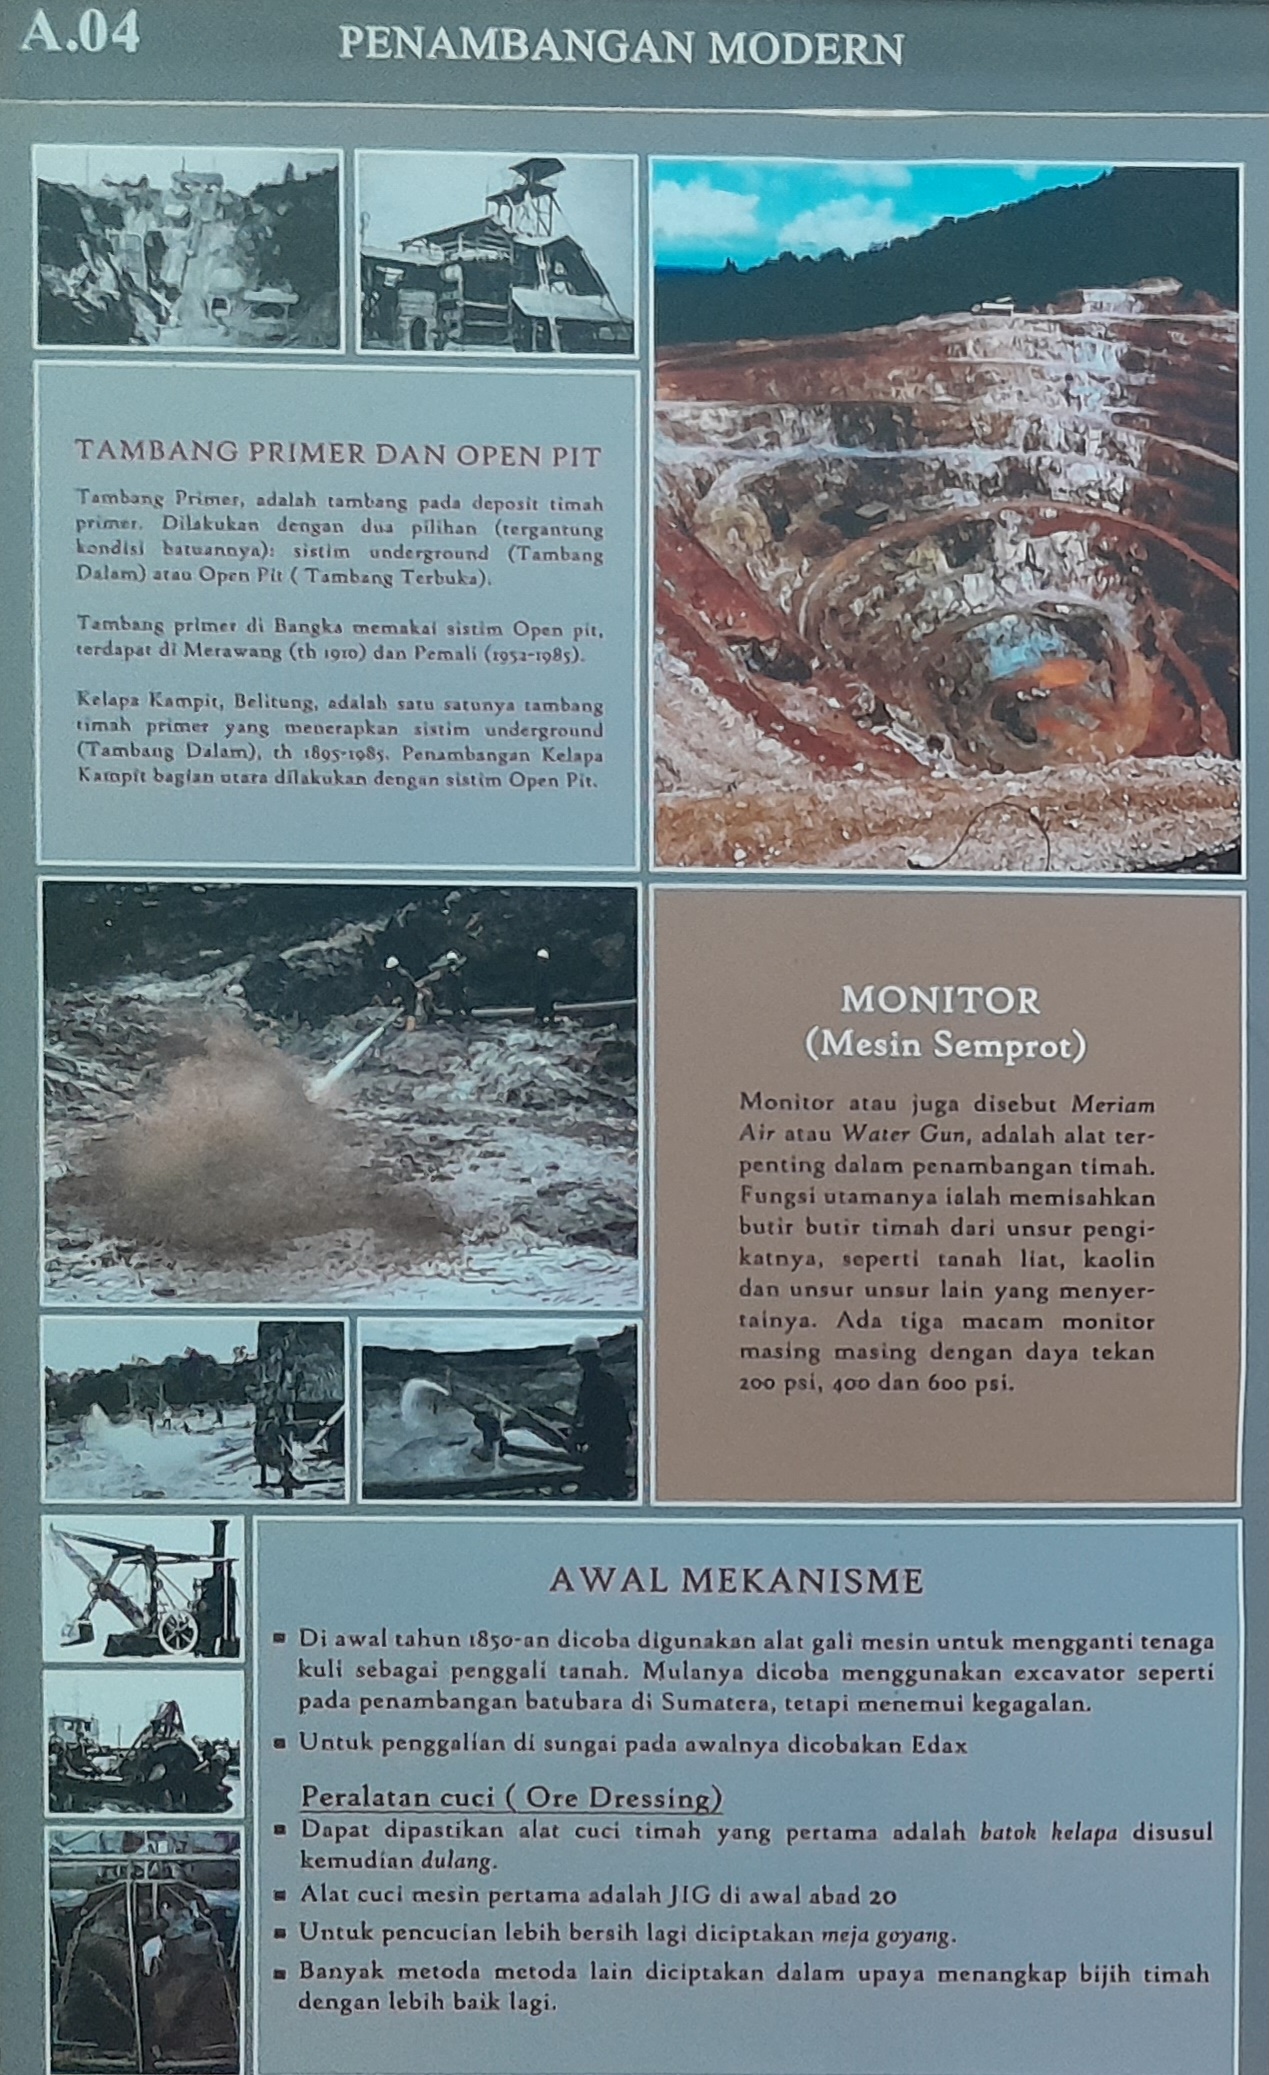 A.04
PENAMBANGAN MODERN
TAMBANG PRIMER DAN OPEN PIT
Tambang Primer, adalah tambang pada deposit timah
primer. Dilakukan dengan dua pilihan (tergantung
kondisi batuannya): sistim underground (Tambang
Dalam) atau Open Pit ( Tambang Terbuka).
Tambang primer di Bangka memakai sistim Open pit,
terdapat di Merawang (th 1910) dan Pemali (1952-1985).
Kelapa Kampit, Belitung, adalah satu satunya tambang
timah primer yang menerapkan sistim underground
(Tambang Dalam), th 1895-1985. Penambangan Kelapa
Kampit bagian utara dilakukan dengan sistim Open Pit.
MONITOR
(Mesin Semprot)
Monitor atau juga disebut Meriam
Air atau Water Gun, adalah alat ter-
penting dalam penambangan timah.
Fungsi utamanya ialah memisahkan
butir butir timah dari unsur pengi-
katnya, seperti tanah liat, kaolin
dan unsur unsur lain yang menyer-
tainya. Ada tiga macam monitor
masing masing dengan daya tekan
200 psi, 400 dan 600 psi.
AWAL MEKANISME
Di awal tahun 1850-an dicoba digunakan alat gali mesin untuk mengganti tenaga
kuli sebagai penggali tanah. Mulanya dicoba menggunakan excavator seperti
pada penambangan batubara di Sumatera, tetapi menemui kegagalan.
Untuk penggalian di sungai pada awalnya dicobakan Edax
Peralatan cuci ( Ore Dressing)
Dapat dipastikan alat cuci timah yang pertama adalah batok kelapa disusul
kemudian dulang.
Alat cuci mesin pertama adalah JIG di awal abad 20
Untuk pencucian lebih bersih lagi diciptakan meja goyang.
Banyak metoda metoda lain diciptakan dalam upaya menangkap bijih timah
dengan lebih baik lagi.